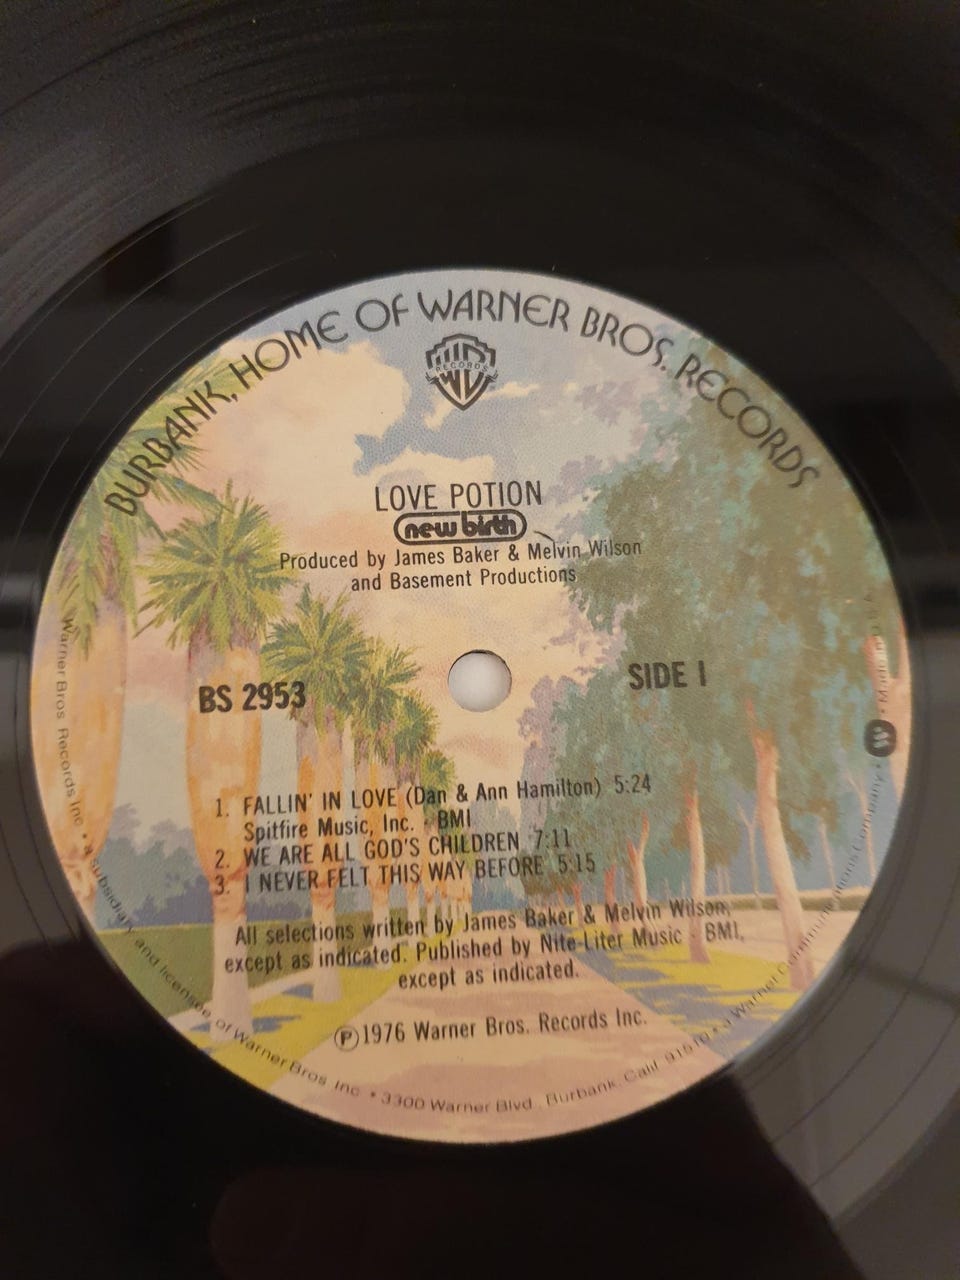 BURBANK, HOME OF WARNER BROS. RECORDS
RECORDS
LOVE POTION
new birth
Produced by James Baker & Melvin Wilson
and Basement Productions
BS 2953
SIDE 1
1. FALLIN' IN LOVE (Dan & Ann Hamilton) 5:24
Spitfire Music, Inc. - BMI
2. WE ARE ALL GOD'S CHILDREN 7:11
3. I NEVER FELT THIS WAY BEFORE 5:15
All selections written by James Baker & Melvin Wilson,
except as indicated. Published by Nite-Liter Music - BMI,
except as indicated.
℗1976 Warner Bros. Records Inc.
Warner Bros. Records Inc. • a subsidiary and licensee of Warner Bros. Inc. • 3300 Warner Blvd., Burbank, Calif. 91510 • a Warner Communications Company • Made in U.S.A.